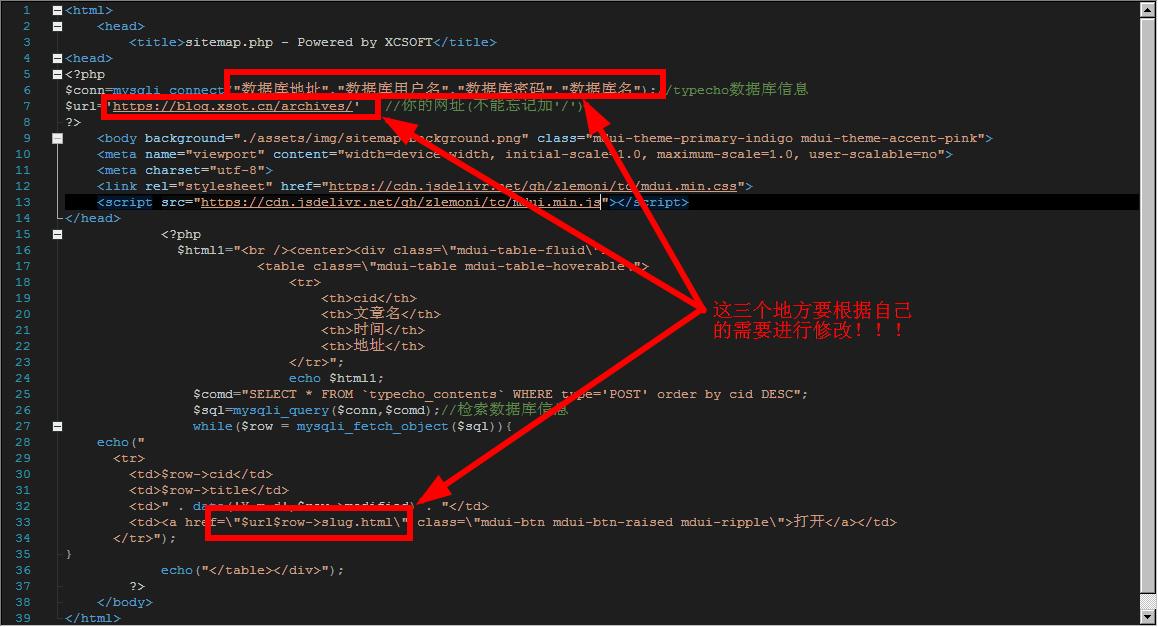 1 <html>
2 <head>
3 <title>sitemap.php - Powered by XCSOFT</title>
4 <head>
5 <?php
6 $conn=mysqli_connect("数据库地址","数据库用户名","数据库密码","数据库名");//typecho数据库信息
7 $url='https://blog.xsot.cn/archives/' //你的网址(不能忘记加'/')
8 ?>
9 <body background="./assets/img/sitemap-background.png" class="mdui-theme-primary-indigo mdui-theme-accent-pink">
10 <meta name="viewport" content="width=device-width, initial-scale=1.0, maximum-scale=1.0, user-scalable=no">
11 <meta charset="utf-8">
12 <link rel="stylesheet" href="https://cdn.jsdelivr.net/gh/zlemoni/tc/mdui.min.css">
13 <script src="https://cdn.jsdelivr.net/gh/zlemoni/tc/mdui.min.js"></script>
14 </head>
15 <?php
16 $html1="<br /><center><div class=\"mdui-table-fluid\">
17 <table class=\"mdui-table mdui-table-hoverable\">
18 <tr>
19 <th>cid</th>
20 <th>文章名</th>
21 <th>时间</th>
22 <th>地址</th>
23 </tr>";
24 echo $html1;
25 $comd="SELECT * FROM `typecho_contents` WHERE type='POST' order by cid DESC";
26 $sql=mysqli_query($conn,$comd);//检索数据库信息
27 while($row = mysqli_fetch_object($sql)){
28 echo("
29 <tr>
30 <td>$row->cid</td>
31 <td>$row->title</td>
32 <td>" . . "</td>
33 <td><a href=\"$url$row->slug.html\" class=\"mdui-btn mdui-btn-raised mdui-ripple\">打开</a></td>
34 </tr>");
35 }
36 echo("</table></div>");
37 ?>
38 </body>
39 </html>
这三个地方要根据自己
的需要进行修改！！！